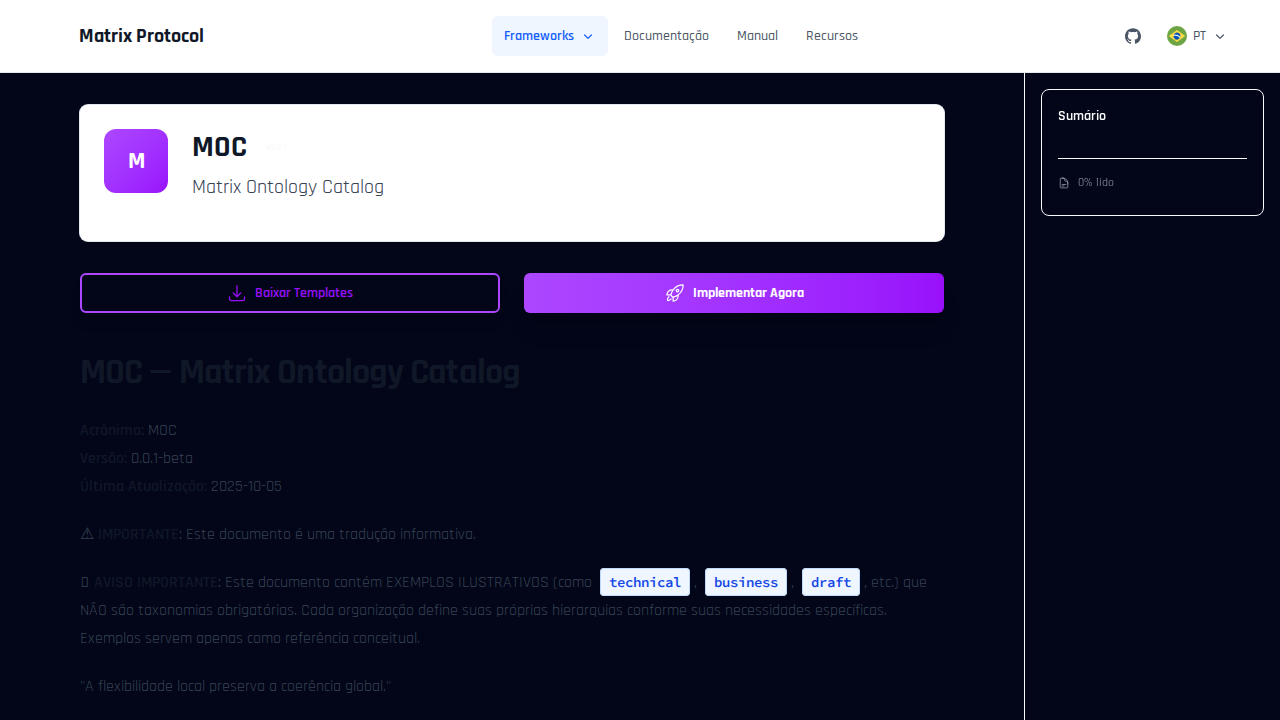 Matrix Protocol
Frameworks
Documentação
Manual
Recursos
PT
M
MOC
Matrix Ontology Catalog
Sumário
0% lido
Baixar Templates
Implementar Agora
MOC — Matrix Ontology Catalog
Acrônimo: MOC
Versão: 0.0.1-beta
Última Atualização: 2025-10-05
⚠ IMPORTANTE: Este documento é uma tradução informativa.
AVISO IMPORTANTE: Este documento contém EXEMPLOS ILUSTRATIVOS (como technical, business, draft, etc.) que
NÃO são taxonomias obrigatórias. Cada organização define suas próprias hierarquias conforme suas necessidades específicas.
Exemplos servem apenas como referência conceitual.
"A flexibilidade local preserva a coerência global."